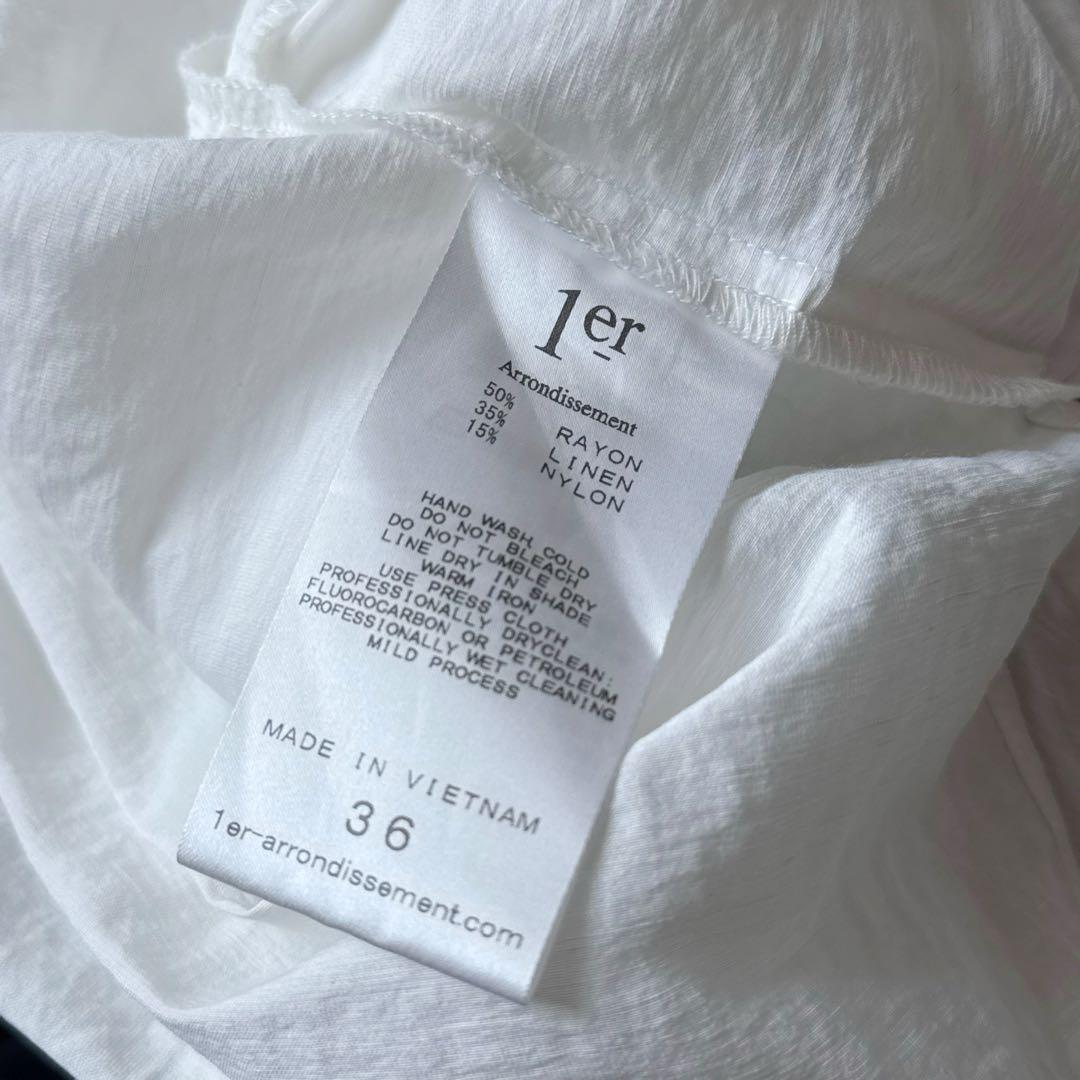 1er
Arrondissement
50% RAYON
35% LINEN
15% NYLON
HAND WASH COLD
DO NOT BLEACH
DO NOT TUMBLE DRY
LINE DRY IN SHADE
WARM IRON
USE PRESS CLOTH
PROFESSIONALLY DRYCLEAN:
FLUOROCARBON OR PETROLEUM
PROFESSIONALLY WET CLEANING
MILD PROCESS
MADE IN VIETNAM
36
1er-arrondissement.com